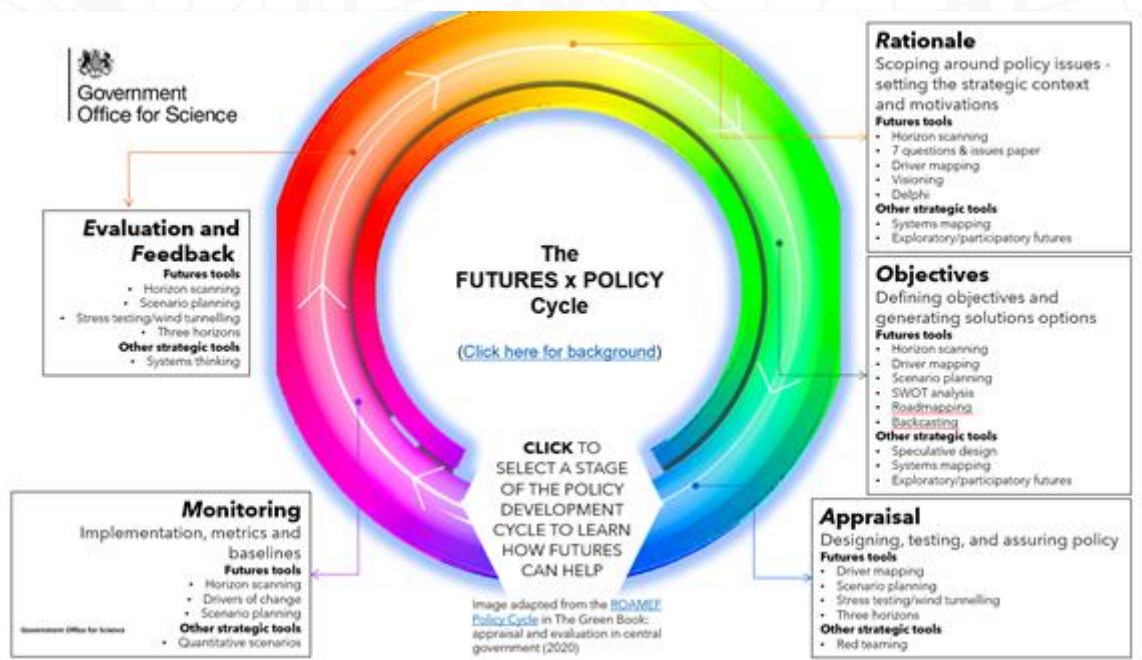 Government
Office for Science
The
FUTURES x POLICY
Cycle
(Click here for background)
CLICK TO
SELECT A STAGE
OF THE POLICY
DEVELOPMENT
CYCLE TO LEARN
HOW FUTURES
CAN HELP
Image adapted from the ROAMEF
Policy Cycle in The Green Book:
appraisal and evaluation in central
government (2020)
Rationale
Scoping around policy issues -
setting the strategic context
and motivations
Futures tools
• Horizon scanning
• 7 questions & issues paper
• Driver mapping
• Visioning
• Delphi
Other strategic tools
• Systems mapping
• Exploratory/participatory futures
Objectives
Defining objectives and
generating solutions options
Futures tools
• Horizon scanning
• Driver mapping
• Scenario planning
• SWOT analysis
• Roadmapping
• Backcasting
Other strategic tools
• Speculative design
• Systems mapping
• Exploratory/participatory futures
Appraisal
Designing, testing, and assuring policy
Futures tools
• Driver mapping
• Scenario planning
• Stress testing/wind tunnelling
• Three horizons
Other strategic tools
• Red teaming
Monitoring
Implementation, metrics and
baselines
Futures tools
• Horizon scanning
• Drivers of change
• Scenario planning
Other strategic tools
• Quantitative scenarios
Government Office for Science
Evaluation and
Feedback
Futures tools
• Horizon scanning
• Scenario planning
• Stress testing/wind tunnelling
• Three horizons
Other strategic tools
• Systems thinking